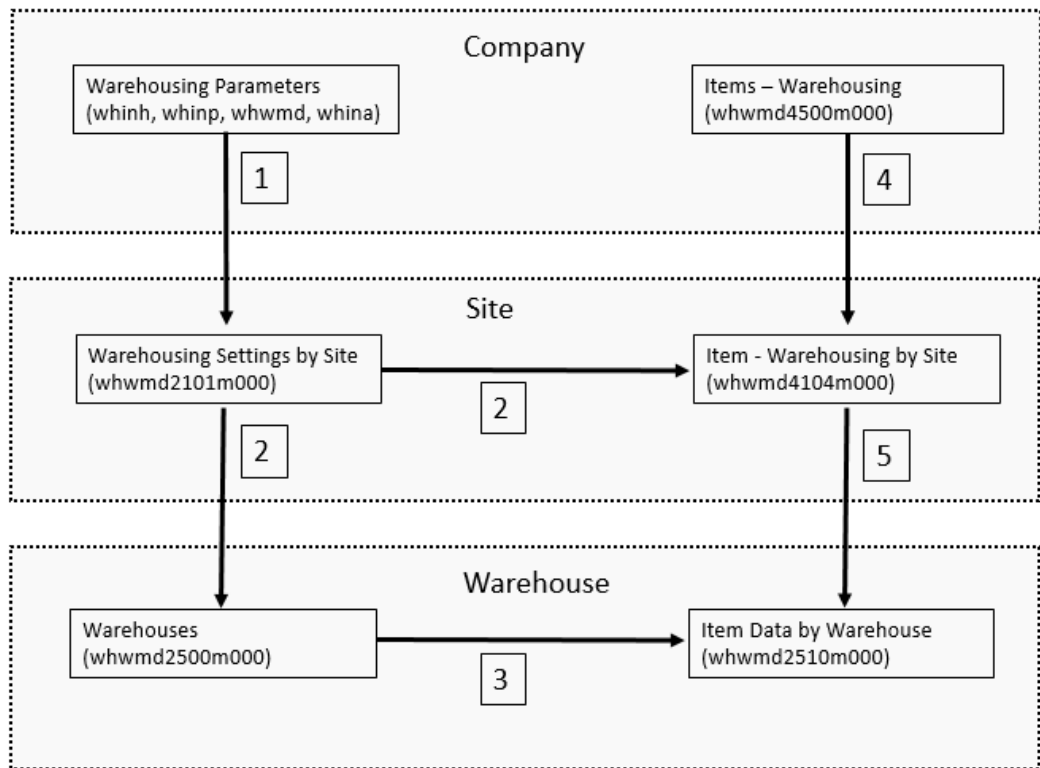 Company
Warehousing Parameters
(whinh, whinp, whwmd, whina)
Items – Warehousing
(whwmd4500m000)
1
4
Site
Warehousing Settings by Site
(whwmd2101m000)
Item - Warehousing by Site
(whwmd4104m000)
2
2
5
Warehouse
Warehouses
(whwmd2500m000)
Item Data by Warehouse
(whwmd2510m000)
3